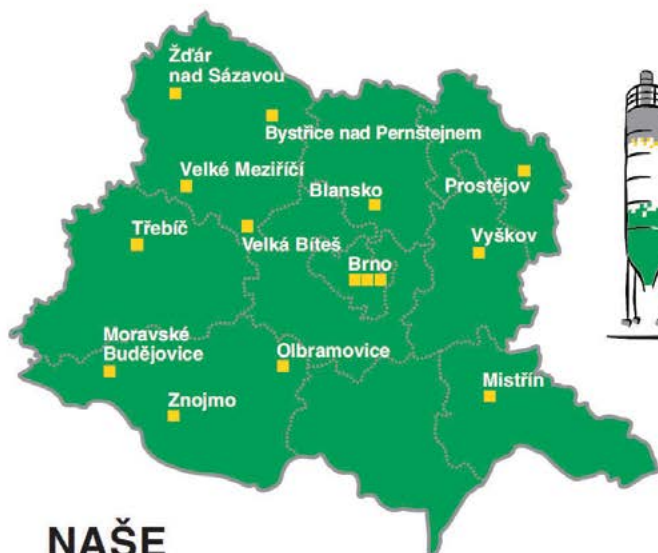 Žďár
nad Sázavou
Bystřice nad Pernštejnem
Velké Meziříčí
Blansko
Prostějov
Třebíč
Velká Bíteš
Vyškov
Brno
Moravské
Budějovice
Olbramovice
Mistřín
Znojmo
NAŠE